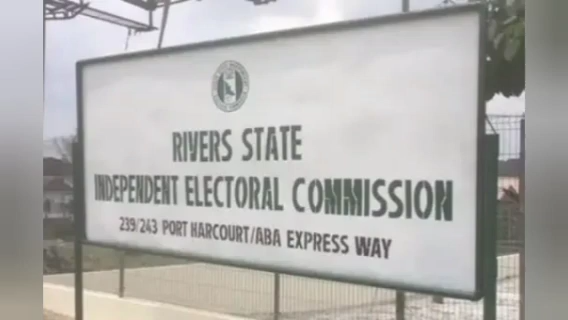 RIVERS STATE
INDEPENDENT ELECTORAL COMMISSION
239/243 PORT HARCOURT/ABA EXPRESS WAY